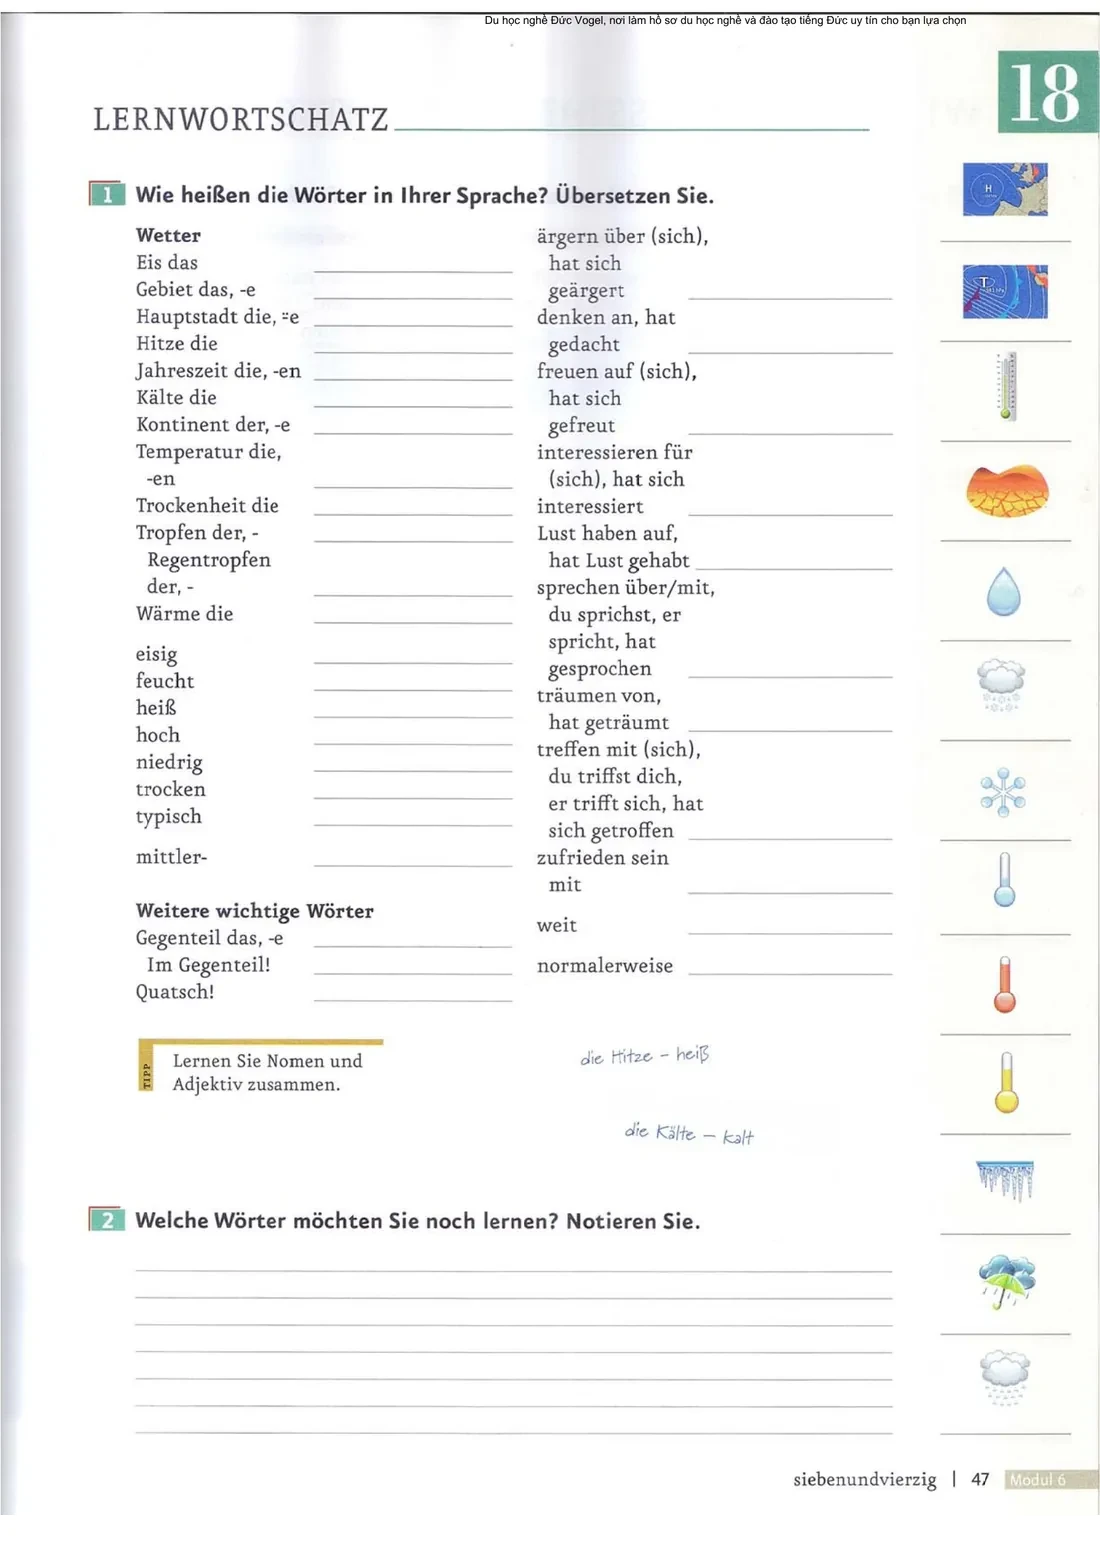 Du học nghề Đức Vogel, nơi làm hồ sơ du học nghề và đào tạo tiếng Đức uy tín cho bạn lựa chọn
18
LERNWORTSCHATZ
1 Wie heißen die Wörter in Ihrer Sprache? Übersetzen Sie.
Wetter
Eis das
Gebiet das, -e
Hauptstadt die, ⸚e
Hitze die
Jahreszeit die, -en
Kälte die
Kontinent der, -e
Temperatur die,
-en
Trockenheit die
Tropfen der, -
Regentropfen
der, -
Wärme die
eisig
feucht
heiß
hoch
niedrig
trocken
typisch
mittler-
Weitere wichtige Wörter
Gegenteil das, -e
Im Gegenteil!
Quatsch!
ärgern über (sich),
hat sich
geärgert
denken an, hat
gedacht
freuen auf (sich),
hat sich
gefreut
interessieren für
(sich), hat sich
interessiert
Lust haben auf,
hat Lust gehabt
sprechen über/mit,
du sprichst, er
spricht, hat
gesprochen
träumen von,
hat geträumt
treffen mit (sich),
du triffst dich,
er trifft sich, hat
sich getroffen
zufrieden sein
mit
weit
normalerweise
H
T
TIPP
Lernen Sie Nomen und
Adjektiv zusammen.
die Hitze – heiß
die Kälte – kalt
2 Welche Wörter möchten Sie noch lernen? Notieren Sie.
siebenundvierzig | 47 Modul 6